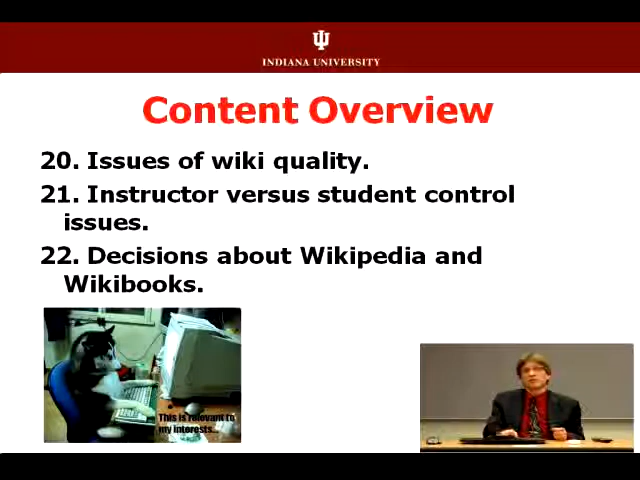 INDIANA UNIVERSITY
Content Overview
20. Issues of wiki quality.
21. Instructor versus student control
issues.
22. Decisions about Wikipedia and
Wikibooks.
This is relevant to
my interests...